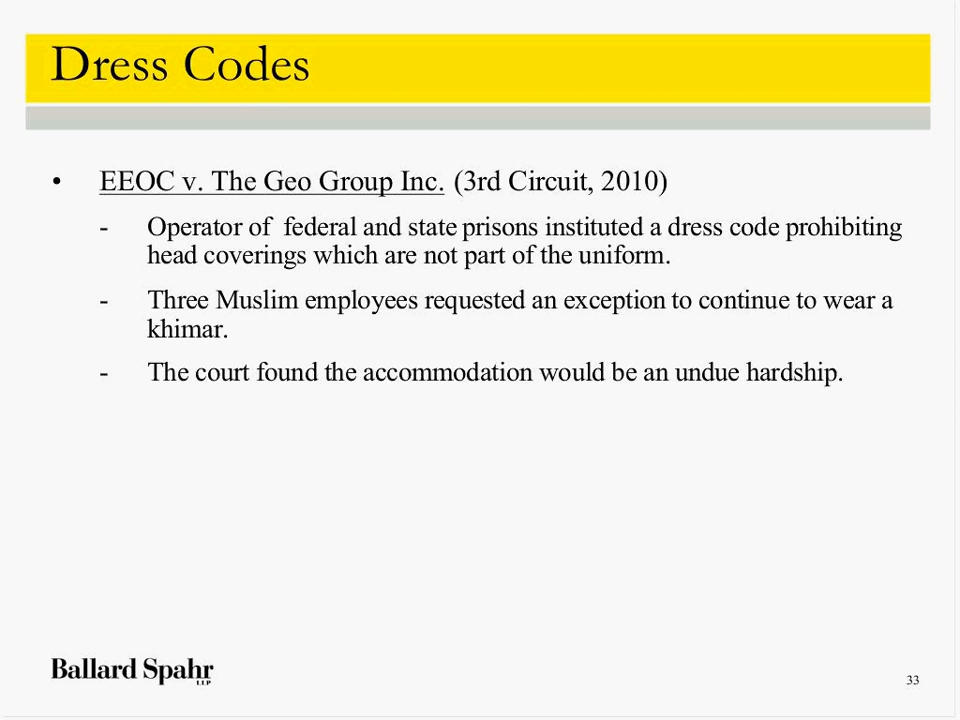 Dress Codes
• EEOC v. The Geo Group Inc. (3rd Circuit, 2010)
- Operator of federal and state prisons instituted a dress code prohibiting
head coverings which are not part of the uniform.
- Three Muslim employees requested an exception to continue to wear a
khimar.
- The court found the accommodation would be an undue hardship.
Ballard Spahr
LLP
33